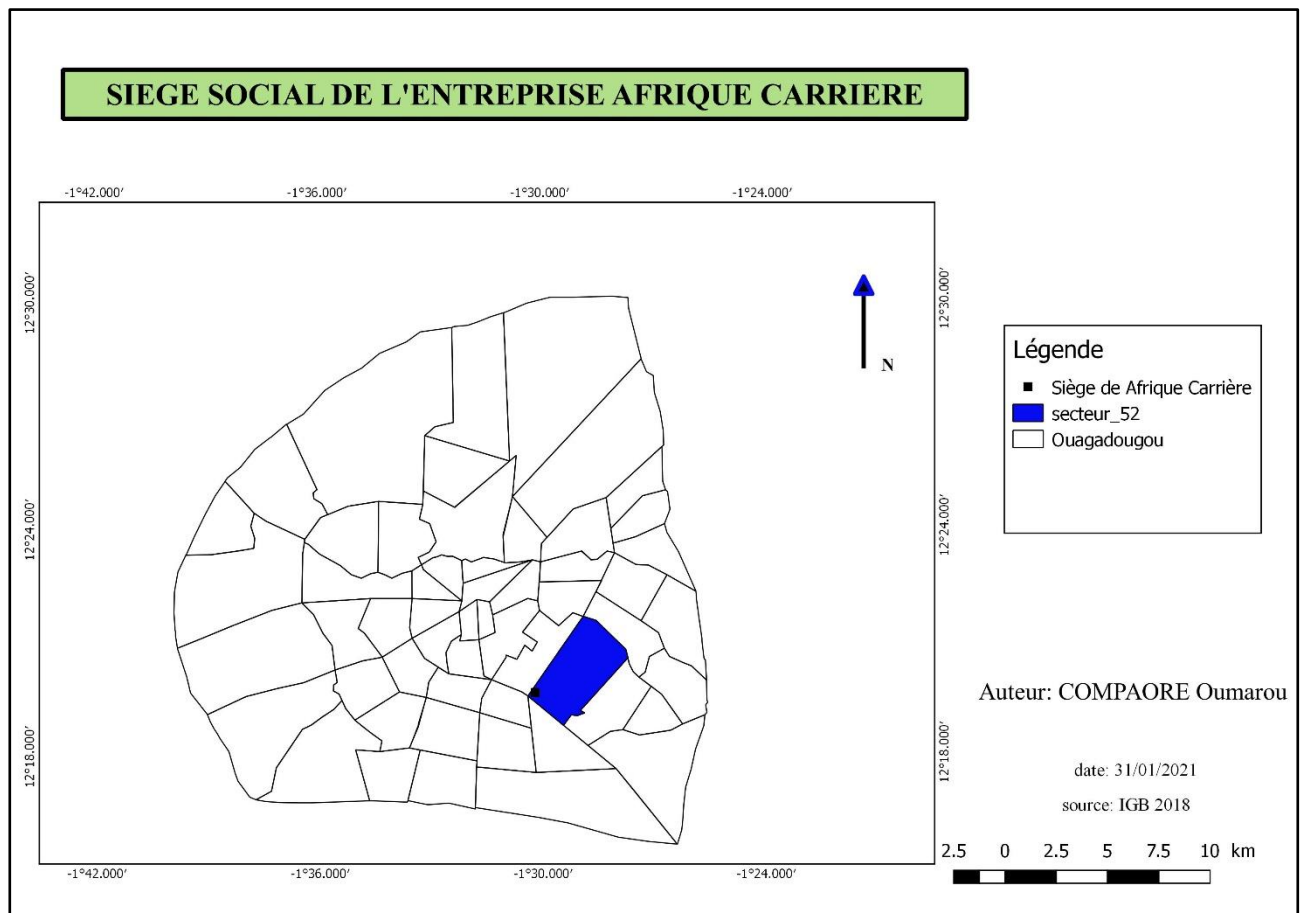 SIEGE SOCIAL DE L'ENTREPRISE AFRIQUE CARRIERE
-1°42.000′ -1°36.000′ -1°30.000′ -1°24.000′
12°30.000′ 12°30.000′
N
Légende
Siège de Afrique Carrière
secteur_52
Ouagadougou
12°24.000′ 12°24.000′
Auteur: COMPAORE Oumarou
12°18.000′ 12°18.000′
date: 31/01/2021
source: IGB 2018
2.5 0 2.5 5 7.5 10 km
-1°42.000′ -1°36.000′ -1°30.000′ -1°24.000′